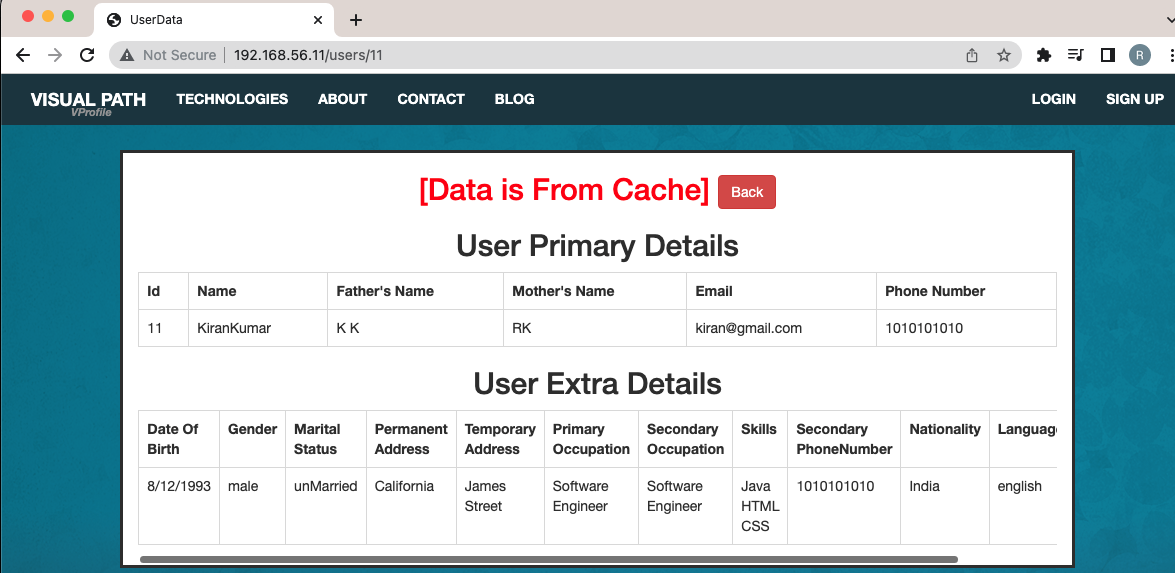 UserData
Not Secure 192.168.56.11/users/11
R
VISUAL PATH TECHNOLOGIES ABOUT CONTACT BLOG LOGIN SIGN UP
VProfile
[Data is From Cache] Back
User Primary Details
Id Name Father's Name Mother's Name Email Phone Number
11 KiranKumar K K RK kiran@gmail.com 1010101010
User Extra Details
Date Of Gender Marital Permanent Temporary Primary Secondary Skills Secondary Nationality Language
Birth Status Address Address Occupation Occupation PhoneNumber
8/12/1993 male unMarried California James Software Software Java 1010101010 India english
Street Engineer Engineer HTML
CSS